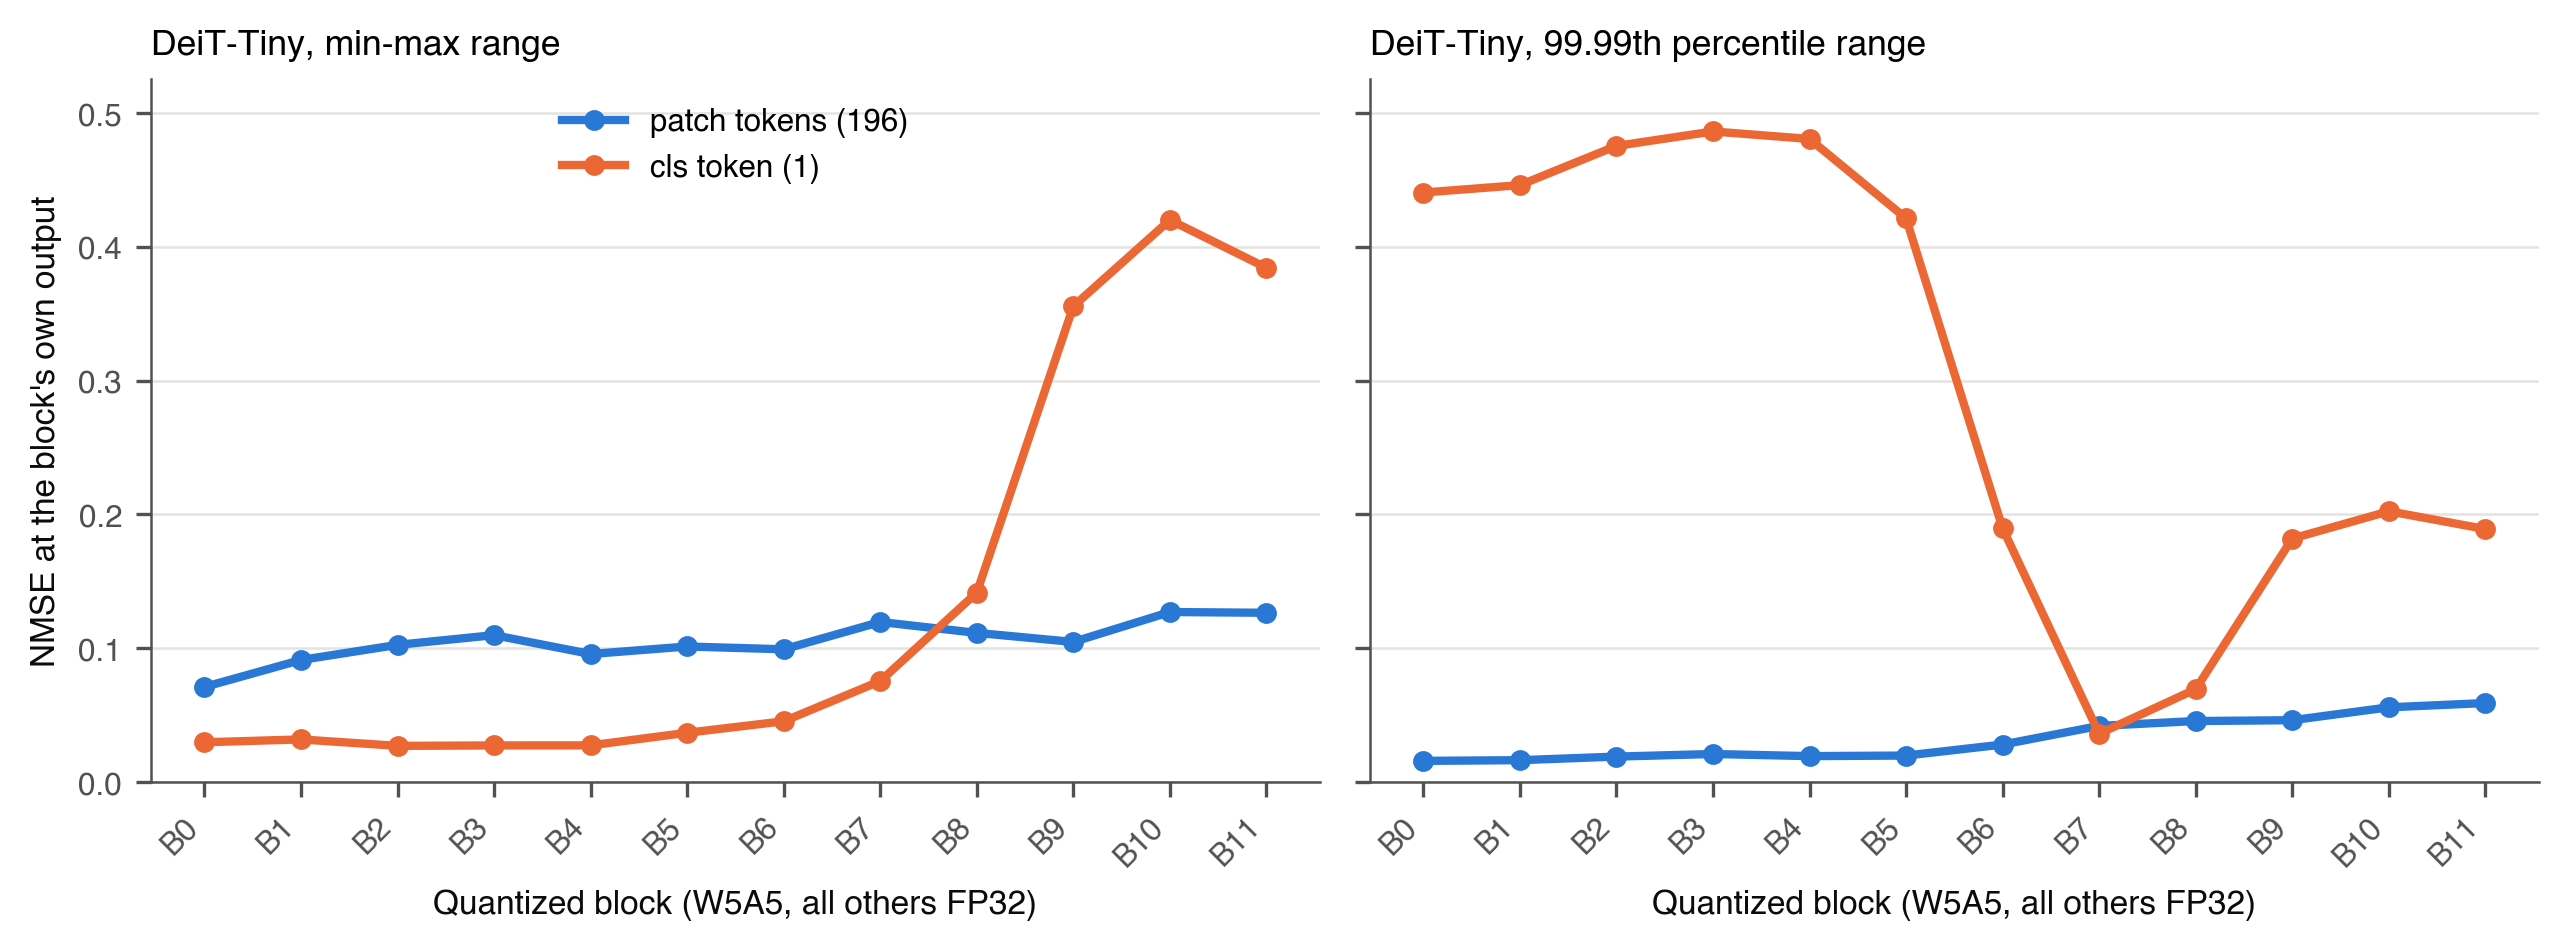 DeiT-Tiny, min-max range
patch tokens (196)
cls token (1)
NMSE at the block's own output
0.5
0.4
0.3
0.2
0.1
0.0
B0 B1 B2 B3 B4 B5 B6 B7 B8 B9 B10 B11
Quantized block (W5A5, all others FP32)
DeiT-Tiny, 99.99th percentile range
B0 B1 B2 B3 B4 B5 B6 B7 B8 B9 B10 B11
Quantized block (W5A5, all others FP32)